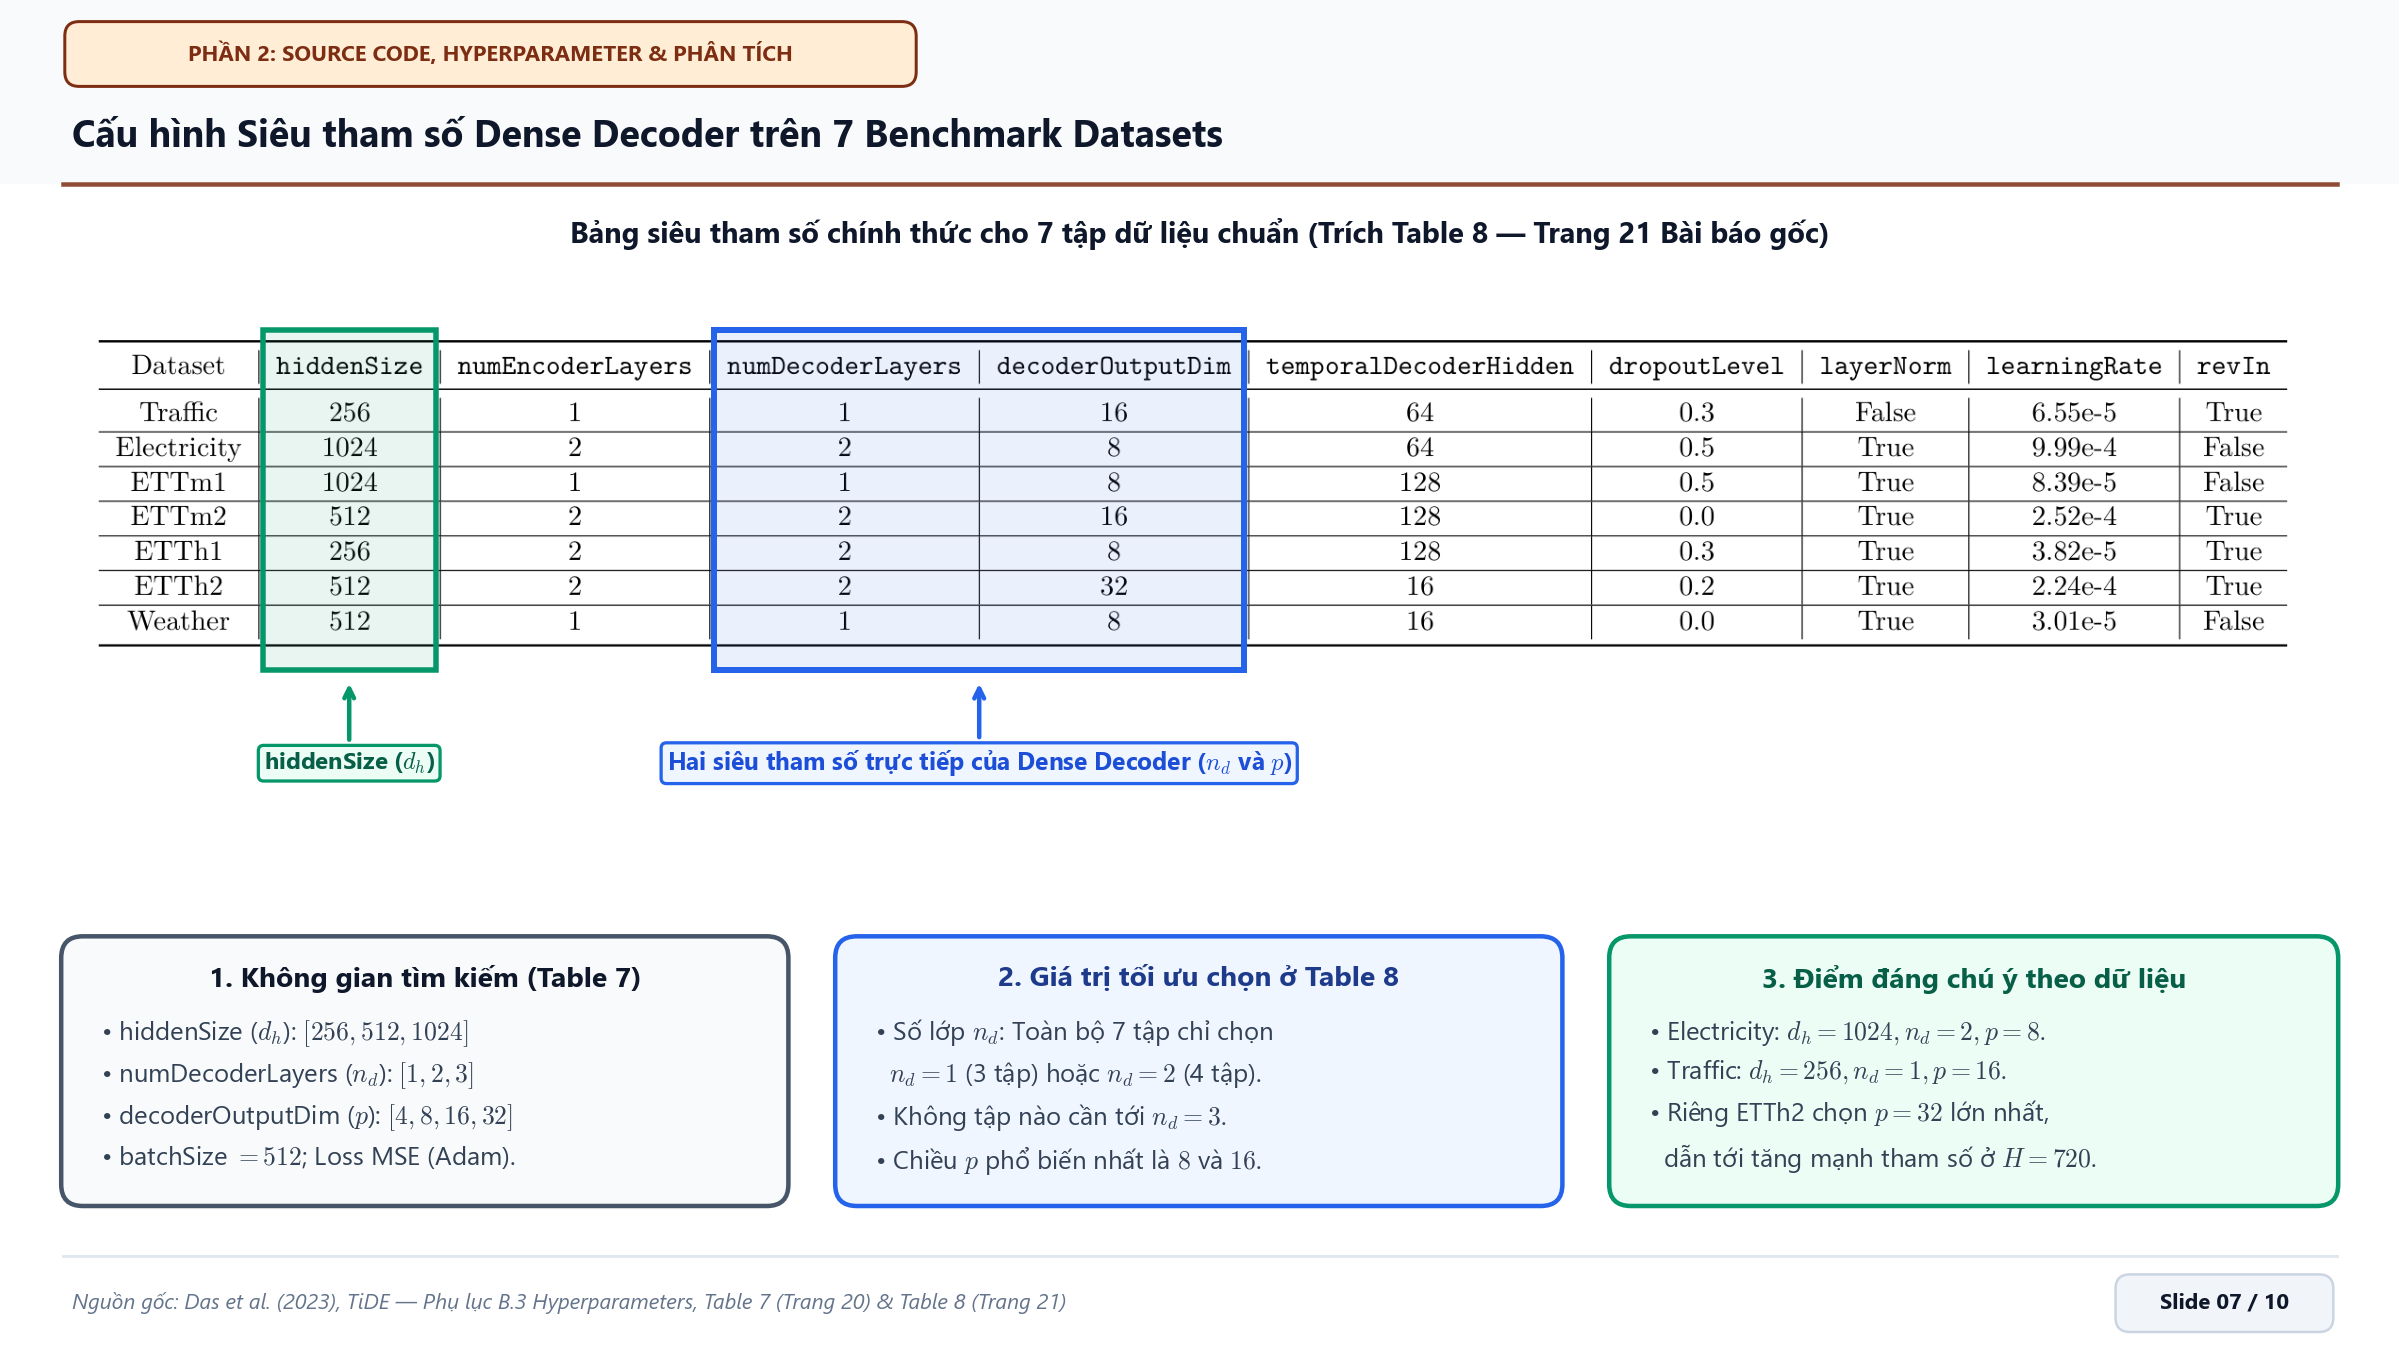 PHẦN 2: SOURCE CODE, HYPERPARAMETER & PHÂN TÍCH
Cấu hình Siêu tham số Dense Decoder trên 7 Benchmark Datasets
Bảng siêu tham số chính thức cho 7 tập dữ liệu chuẩn (Trích Table 8 — Trang 21 Bài báo gốc)
Dataset hiddenSize numEncoderLayers numDecoderLayers decoderOutputDim temporalDecoderHidden dropoutLevel layerNorm learningRate revIn
Traffic 256 1 1 16 64 0.3 False 6.55e-5 True
Electricity 1024 2 2 8 64 0.5 True 9.99e-4 False
ETTm1 1024 1 1 8 128 0.5 True 8.39e-5 False
ETTm2 512 2 2 16 128 0.0 True 2.52e-4 True
ETTh1 256 2 2 8 128 0.3 True 3.82e-5 True
ETTh2 512 2 2 32 16 0.2 True 2.24e-4 True
Weather 512 1 1 8 16 0.0 True 3.01e-5 False
hiddenSize (d_h)
Hai siêu tham số trực tiếp của Dense Decoder (n_d và p)
1. Không gian tìm kiếm (Table 7)
• hiddenSize (d_h): [256, 512, 1024]
• numDecoderLayers (n_d): [1, 2, 3]
• decoderOutputDim (p): [4, 8, 16, 32]
• batchSize = 512; Loss MSE (Adam).
2. Giá trị tối ưu chọn ở Table 8
• Số lớp n_d: Toàn bộ 7 tập chỉ chọn
n_d = 1 (3 tập) hoặc n_d = 2 (4 tập).
• Không tập nào cần tới n_d = 3.
• Chiều p phổ biến nhất là 8 và 16.
3. Điểm đáng chú ý theo dữ liệu
• Electricity: d_h = 1024, n_d = 2, p = 8.
• Traffic: d_h = 256, n_d = 1, p = 16.
• Riêng ETTh2 chọn p = 32 lớn nhất,
dẫn tới tăng mạnh tham số ở H = 720.
Nguồn gốc: Das et al. (2023), TiDE — Phụ lục B.3 Hyperparameters, Table 7 (Trang 20) & Table 8 (Trang 21)
Slide 07 / 10